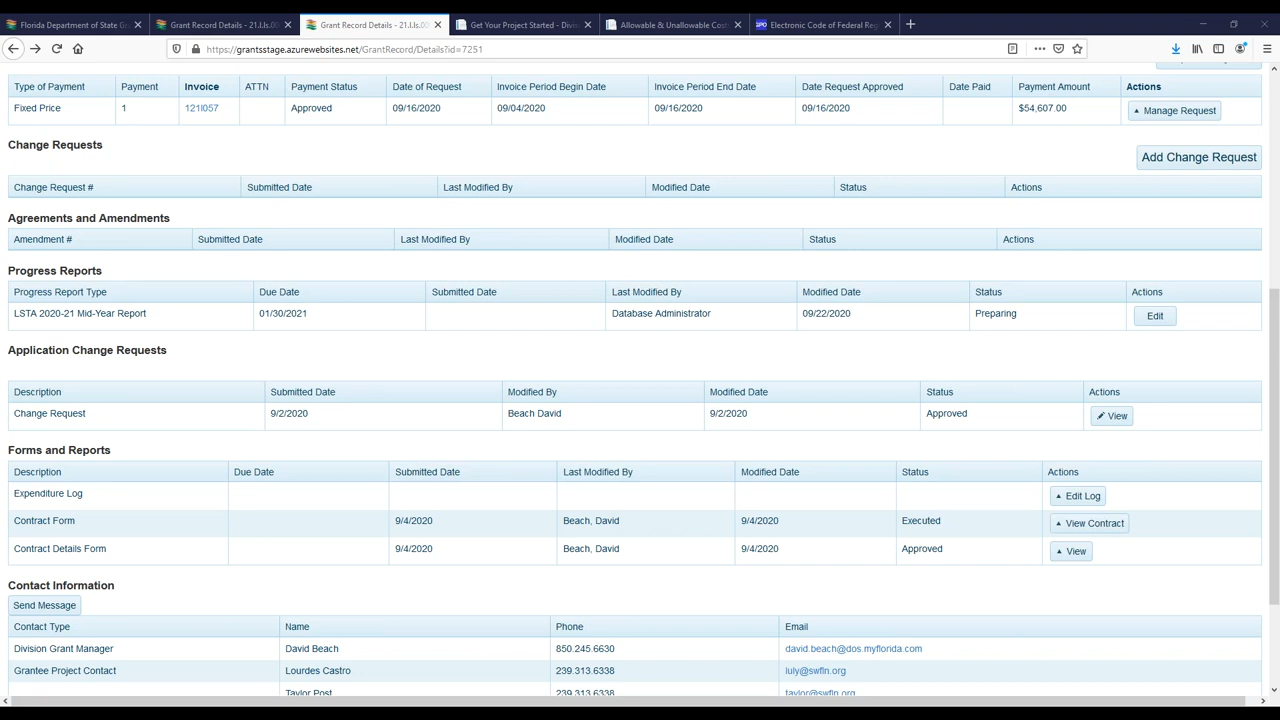 Florida Department of State Gra
Grant Record Details - 21.l.ls.00
Grant Record Details - 21.l.ls.00
Get Your Project Started - Divis
Allowable & Unallowable Cost
Electronic Code of Federal Reg
https://grantsstage.azurewebsites.net/GrantRecord/Details?id=7251
Type of Payment Payment Invoice ATTN Payment Status Date of Request Invoice Period Begin Date Invoice Period End Date Date Request Approved Date Paid Payment Amount Actions
Fixed Price 1 121I057 Approved 09/16/2020 09/04/2020 09/16/2020 09/16/2020 $54,607.00 Manage Request
Change Requests
Add Change Request
Change Request # Submitted Date Last Modified By Modified Date Status Actions
Agreements and Amendments
Amendment # Submitted Date Last Modified By Modified Date Status Actions
Progress Reports
Progress Report Type Due Date Submitted Date Last Modified By Modified Date Status Actions
LSTA 2020-21 Mid-Year Report 01/30/2021 Database Administrator 09/22/2020 Preparing Edit
Application Change Requests
Description Submitted Date Modified By Modified Date Status Actions
Change Request 9/2/2020 Beach David 9/2/2020 Approved View
Forms and Reports
Description Due Date Submitted Date Last Modified By Modified Date Status Actions
Expenditure Log Edit Log
Contract Form 9/4/2020 Beach, David 9/4/2020 Executed View Contract
Contract Details Form 9/4/2020 Beach, David 9/4/2020 Approved View
Contact Information
Send Message
Contact Type Name Phone Email
Division Grant Manager David Beach 850.245.6630 david.beach@dos.myflorida.com
Grantee Project Contact Lourdes Castro 239.313.6338 luly@swfln.org
Taylor Post 239.313.6338 taylor@swfln.org